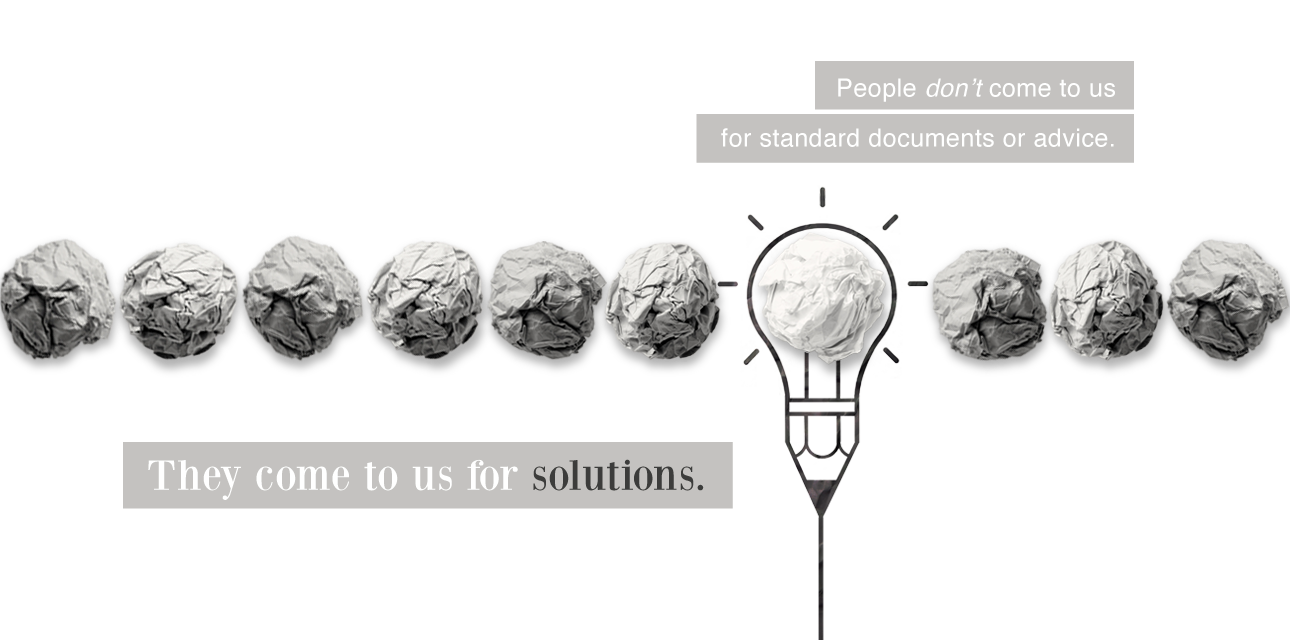 People don't come to us
for standard documents or advice.
They come to us for solutions.